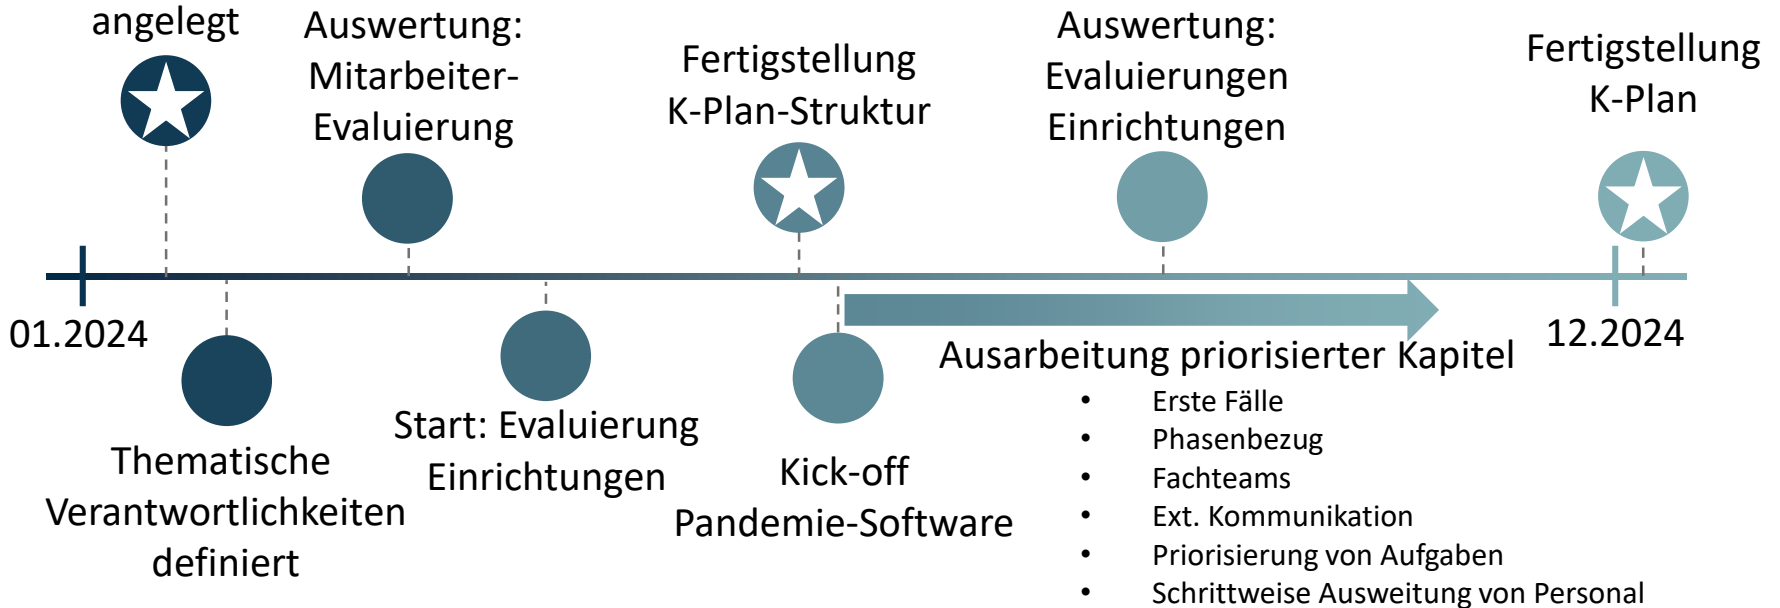 angelegt
Auswertung:
Mitarbeiter-
Evaluierung
Fertigstellung
K-Plan-Struktur
Auswertung:
Evaluierungen
Einrichtungen
Fertigstellung
K-Plan
01.2024
12.2024
Thematische
Verantwortlichkeiten
definiert
Start: Evaluierung
Einrichtungen
Kick-off
Pandemie-Software
Ausarbeitung priorisierter Kapitel
• Erste Fälle
• Phasenbezug
• Fachteams
• Ext. Kommunikation
• Priorisierung von Aufgaben
• Schrittweise Ausweitung von Personal